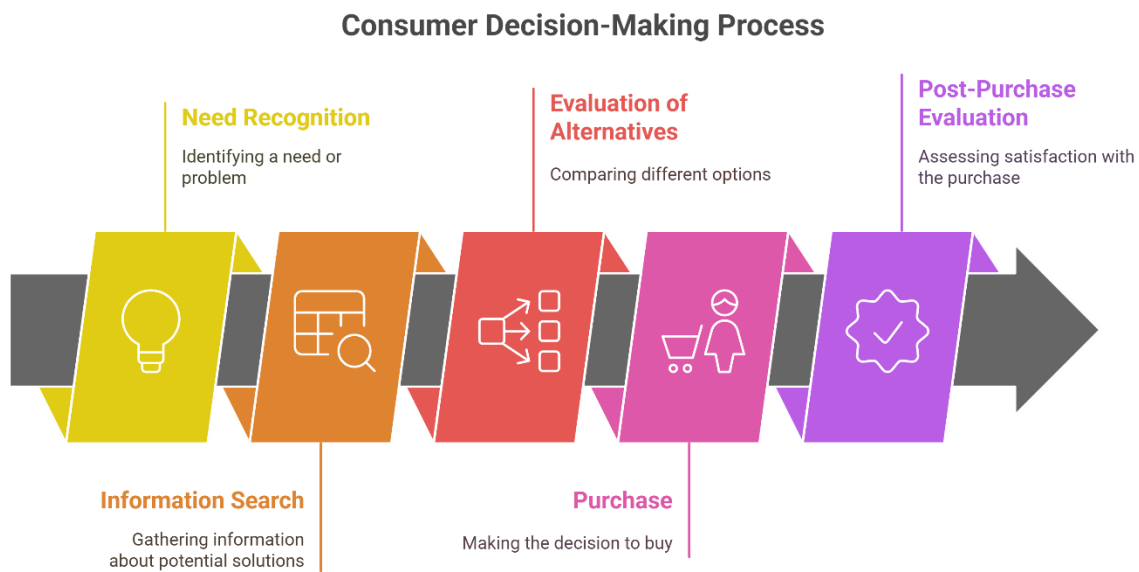 Consumer Decision-Making Process
Need Recognition
Identifying a need or
problem
Information Search
Gathering information
about potential solutions
Evaluation of
Alternatives
Comparing different options
Purchase
Making the decision to buy
Post-Purchase
Evaluation
Assessing satisfaction with
the purchase